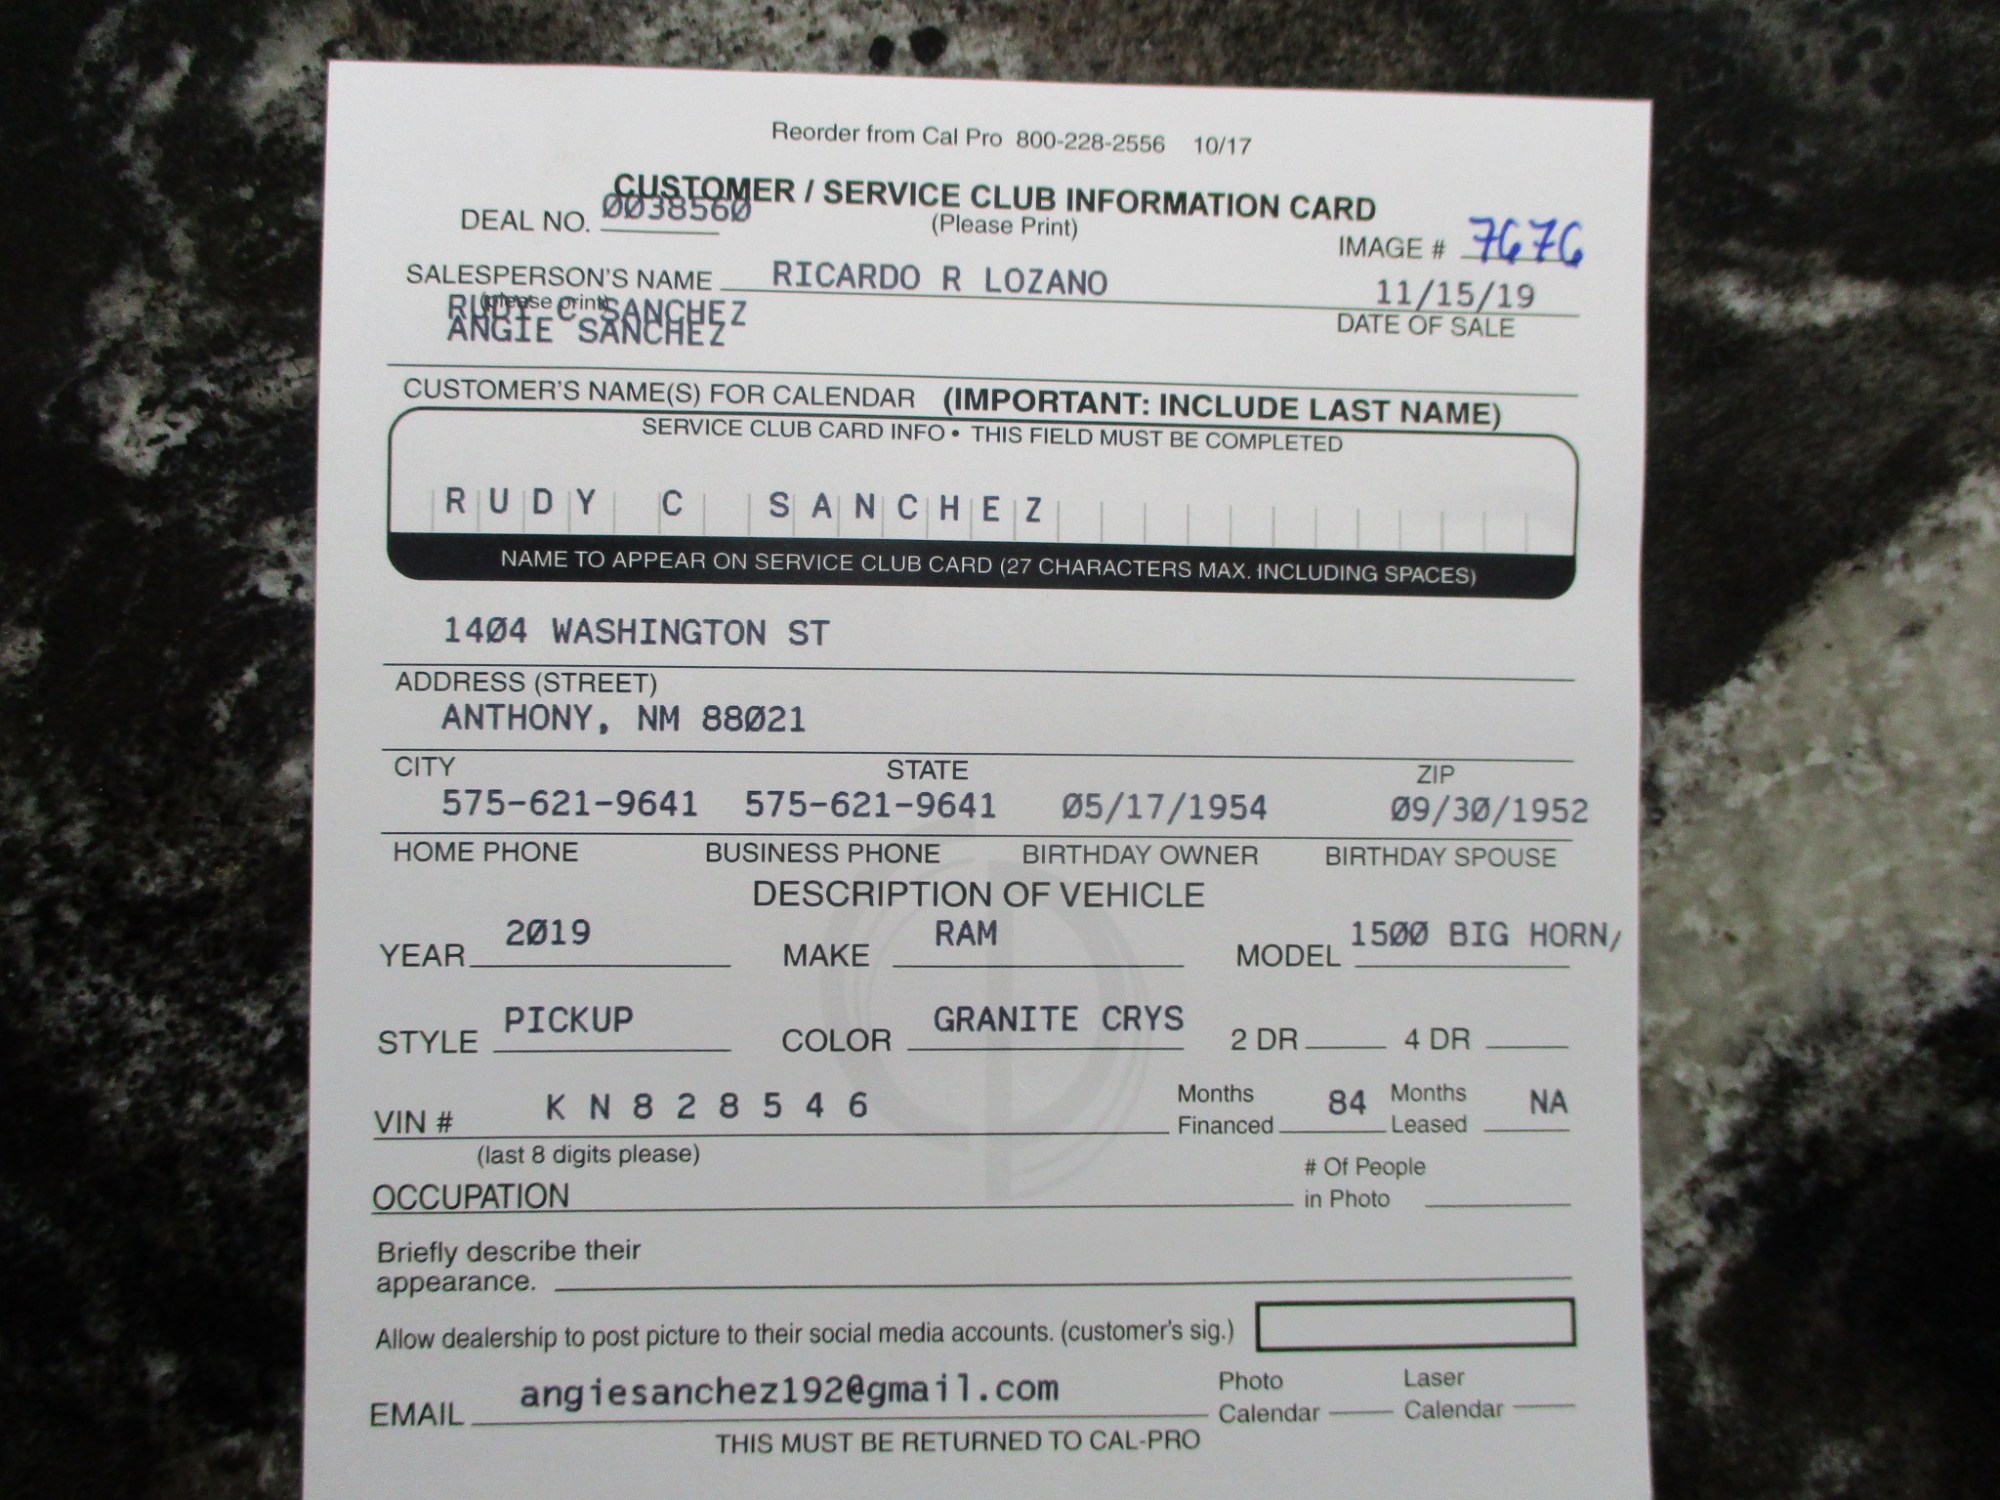 Reorder from Cal Pro 800-228-2556 10/17
CUSTOMER / SERVICE CLUB INFORMATION CARD
DEAL NO. 0038560 (Please Print)
IMAGE # 7676
SALESPERSON'S NAME RICARDO R LOZANO 11/15/19
(please print) DATE OF SALE
RUDY C SANCHEZ
ANGIE SANCHEZ
CUSTOMER'S NAME(S) FOR CALENDAR (IMPORTANT: INCLUDE LAST NAME)
SERVICE CLUB CARD INFO • THIS FIELD MUST BE COMPLETED
RUDY C SANCHEZ
NAME TO APPEAR ON SERVICE CLUB CARD (27 CHARACTERS MAX. INCLUDING SPACES)
1404 WASHINGTON ST
ADDRESS (STREET)
ANTHONY, NM 88021
CITY STATE ZIP
575-621-9641 575-621-9641 05/17/1954 09/30/1952
HOME PHONE BUSINESS PHONE BIRTHDAY OWNER BIRTHDAY SPOUSE
DESCRIPTION OF VEHICLE
YEAR 2019 MAKE RAM MODEL 1500 BIG HORN/
STYLE PICKUP COLOR GRANITE CRYS 2 DR 4 DR
VIN # K N 8 2 8 5 4 6 Months Financed 84 Months Leased NA
(last 8 digits please)
OCCUPATION # Of People in Photo
Briefly describe their
appearance.
Allow dealership to post picture to their social media accounts. (customer's sig.)
EMAIL angiesanchez192@gmail.com Photo Calendar Laser Calendar
THIS MUST BE RETURNED TO CAL-PRO